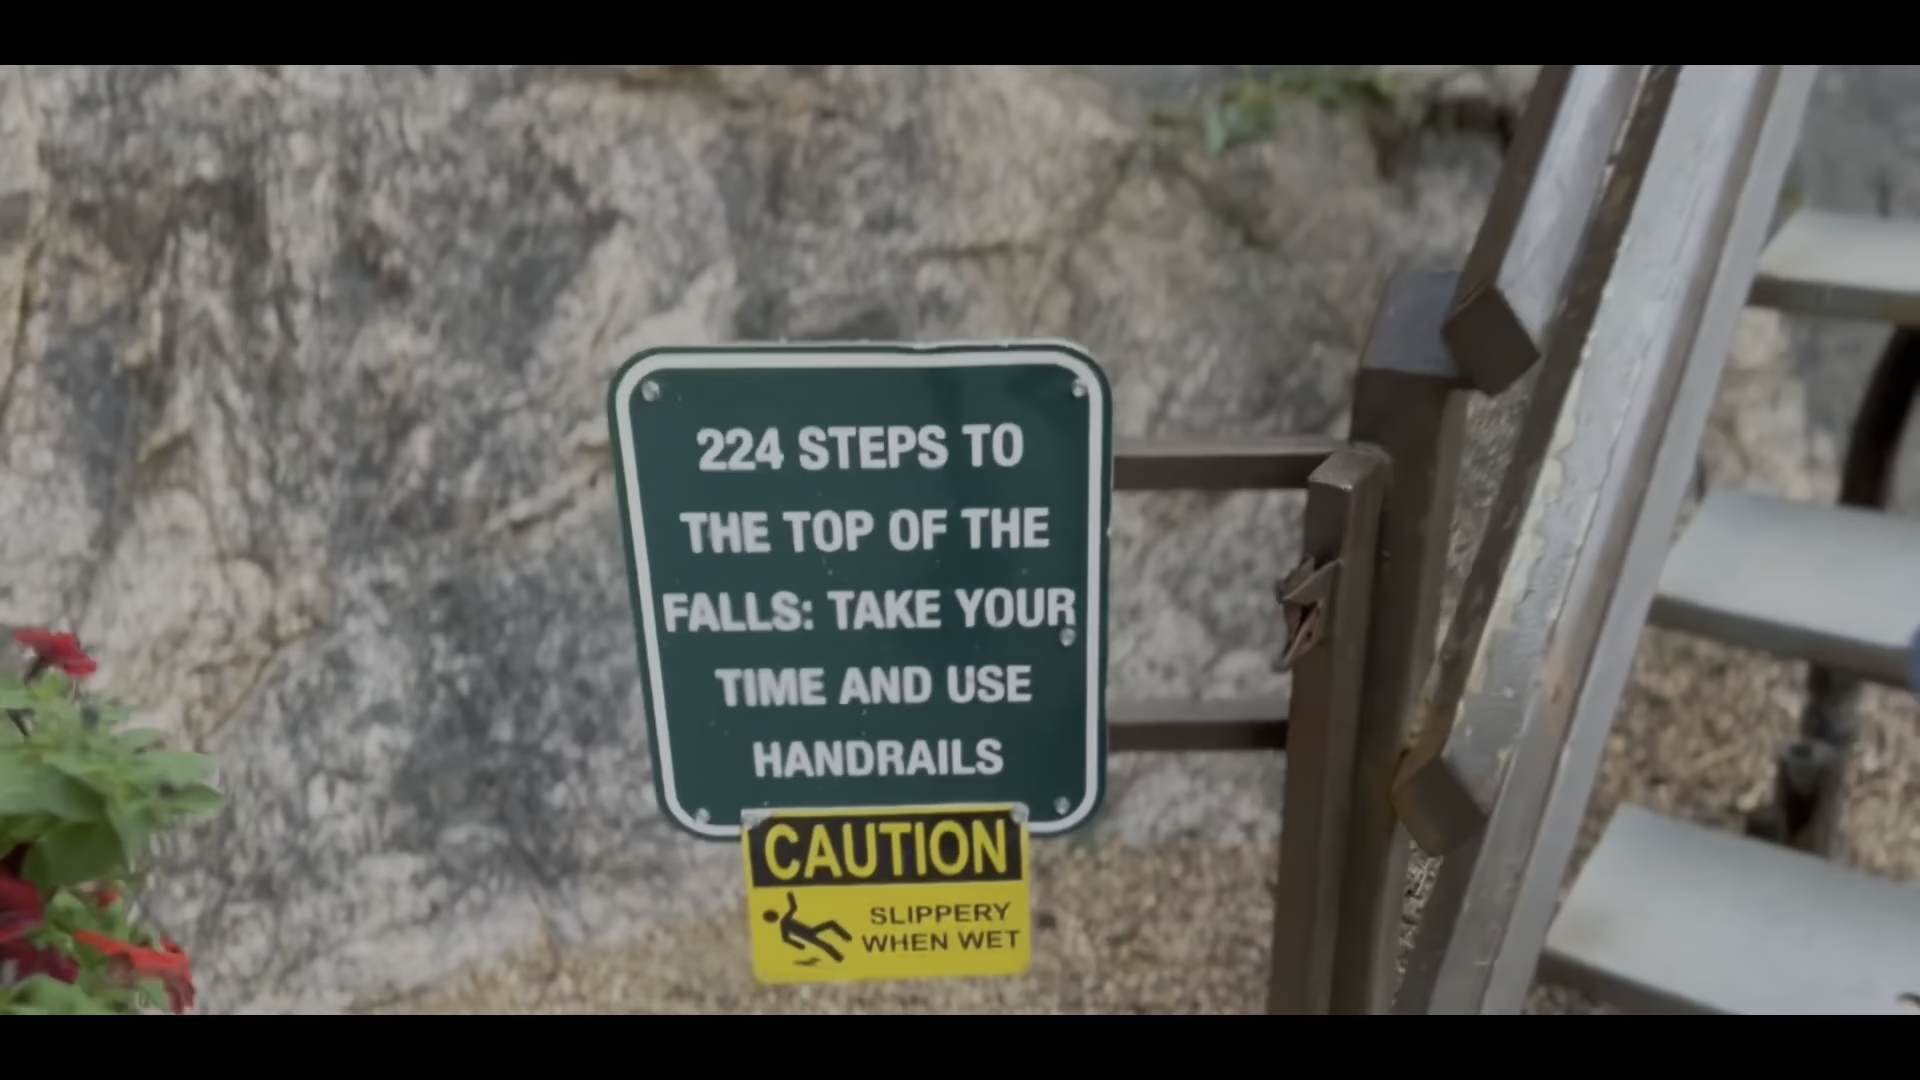 224 STEPS TO
THE TOP OF THE
FALLS: TAKE YOUR
TIME AND USE
HANDRAILS
CAUTION
SLIPPERY
WHEN WET